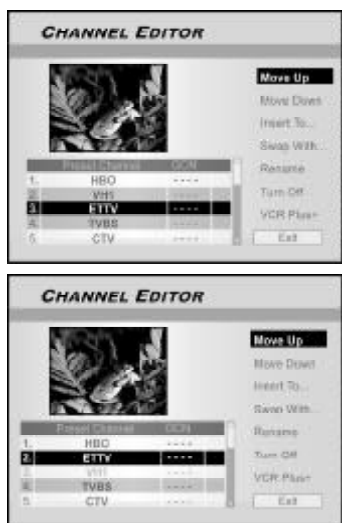 CHANNEL EDITOR
Move Up
Move Down
Insert To...
Swap With...
Rename
Turn Off
VCR Plus+
Exit
Preset Channel GCN
1. HBO ----
2. VH1 ----
3. ETTV ----
4. TVBS ----
5. CTV ----
CHANNEL EDITOR
Move Up
Move Down
Insert To...
Swap With...
Rename
Turn Off
VCR Plus+
Exit
Preset Channel GCN
1. HBO ----
2. ETTV ----
3. VH1 ----
4. TVBS ----
5. CTV ----